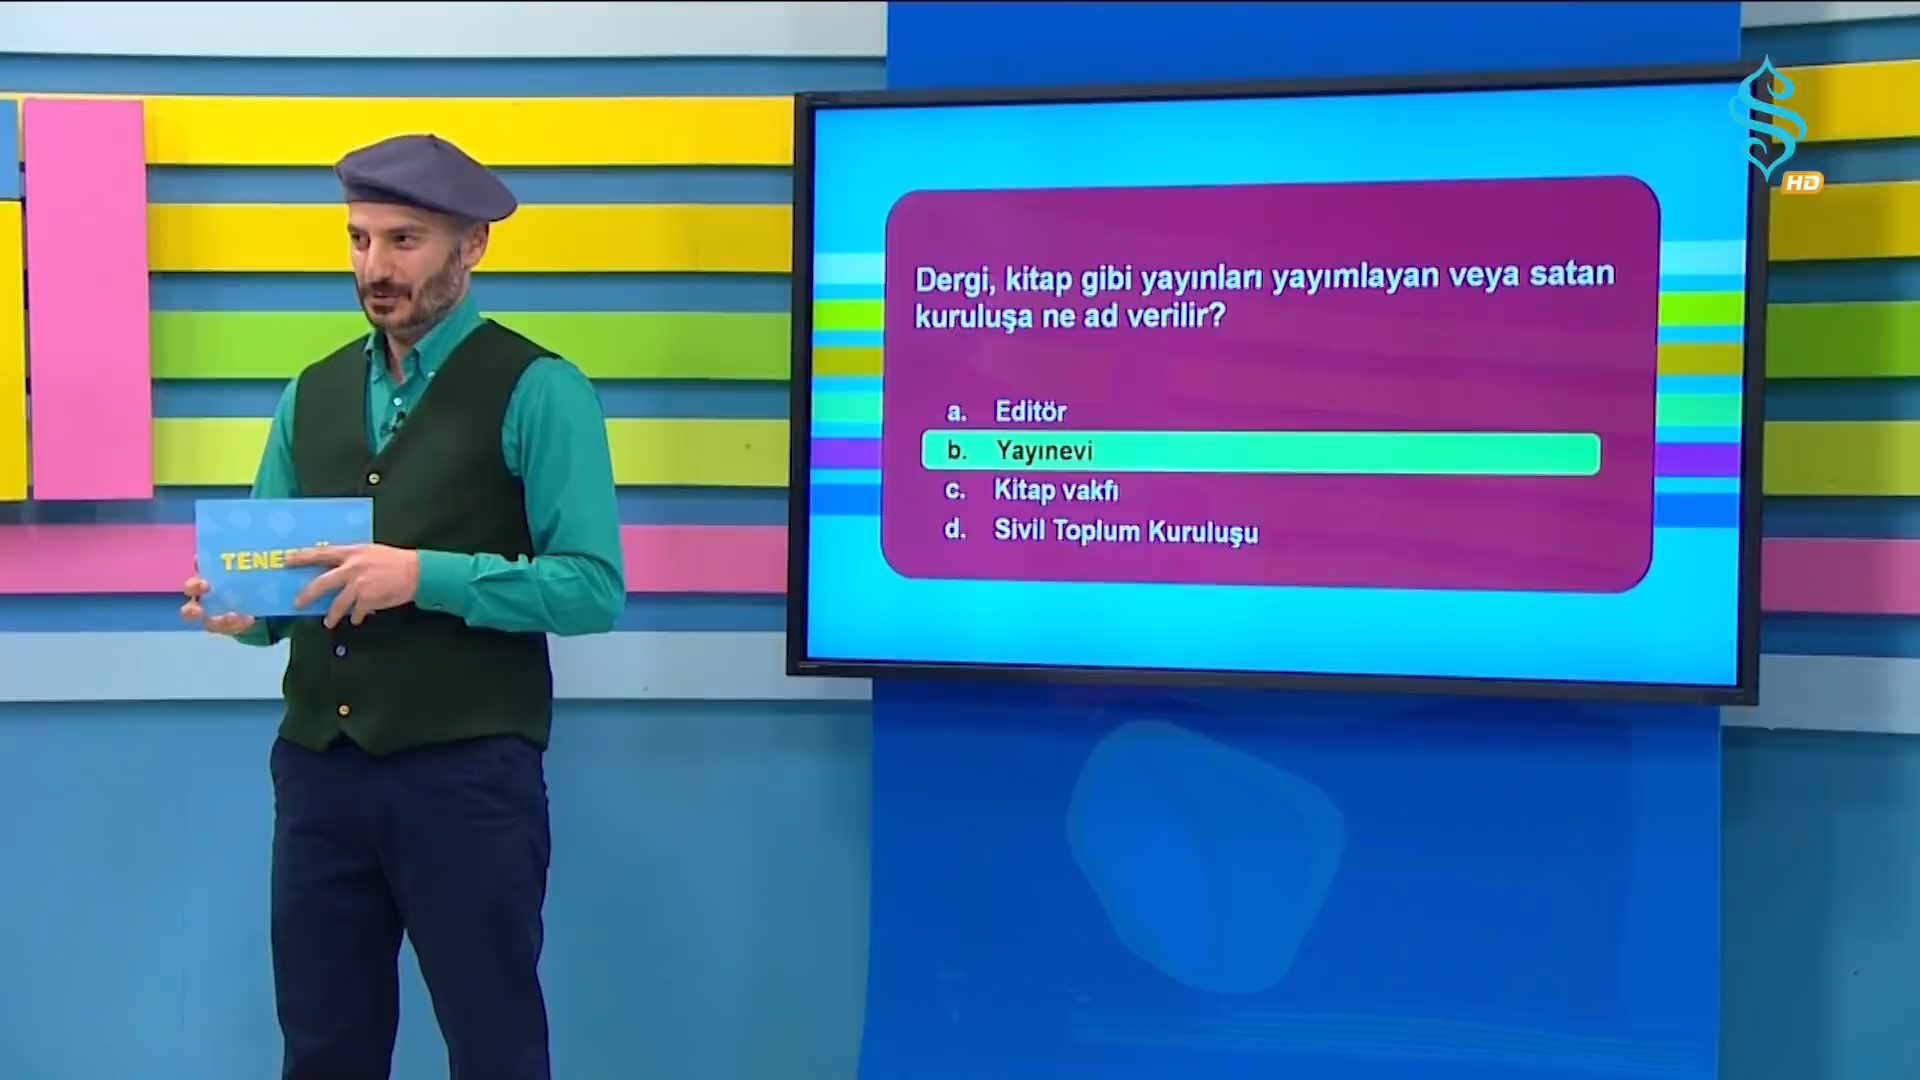 HD
Dergi, kitap gibi yayınları yayımlayan veya satan
kuruluşa ne ad verilir?
a. Editör
b. Yayınevi
c. Kitap vakfı
d. Sivil Toplum Kuruluşu